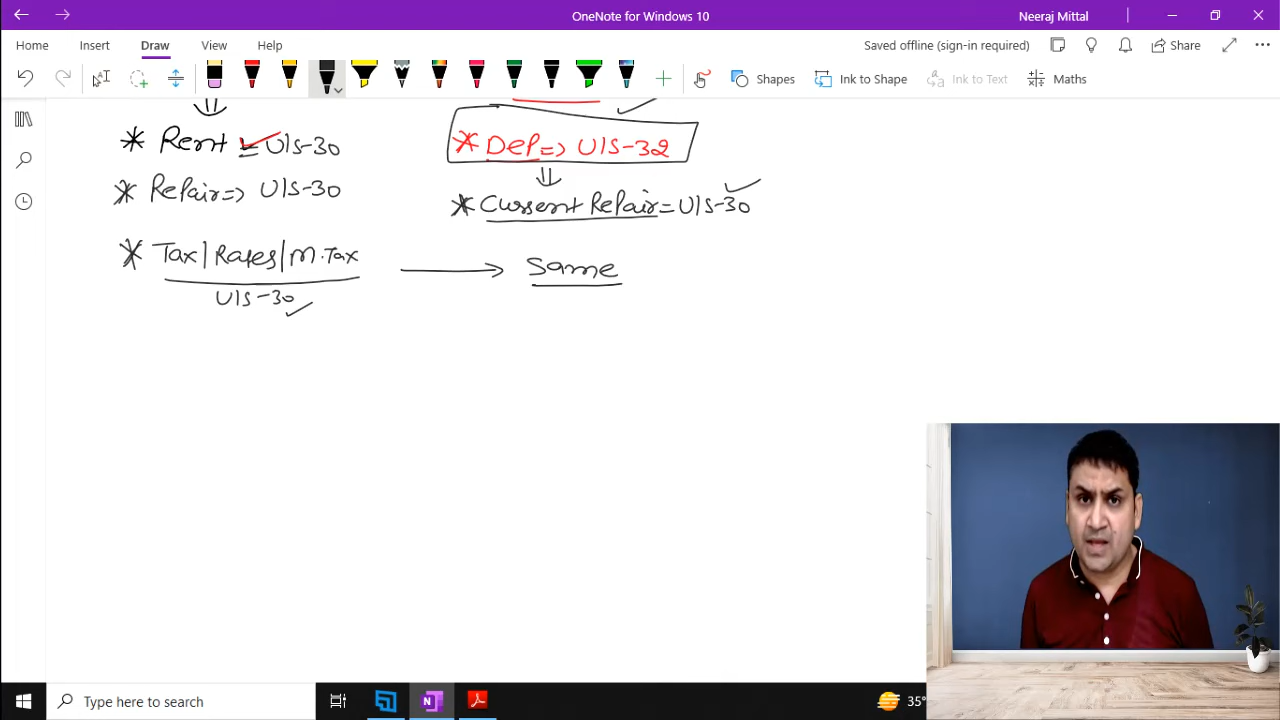 OneNote for Windows 10
Neeraj Mittal
Home
Insert
Draw
View
Help
Saved offline (sign-in required)
Share
Shapes
Ink to Shape
Ink to Text
Maths
* Rent = U|S-30
* Repair => U|S-30
* Tax|Rates|M.Tax
U|S-30
* Dep => U|S-32
* Current Repair = U|S-30
Same
Type here to search
35°